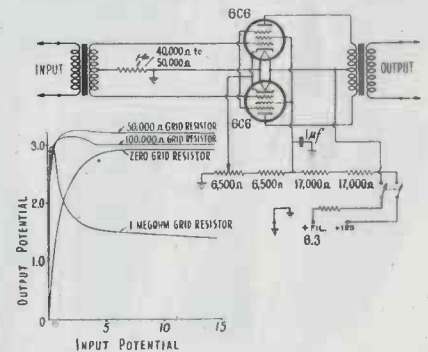 6C6
40,000 Ω to
50,000 Ω
INPUT
OUTPUT
6C6
1 μf
6,500 Ω 6,500 Ω 17,000 Ω 17,000 Ω
+ FIL.
6.3
50,000 Ω GRID RESISTOR
100,000 Ω GRID RESISTOR
ZERO GRID RESISTOR
1 MEGOHM GRID RESISTOR
3.0
2.0
1.0
0
5
10
15
OUTPUT POTENTIAL
INPUT POTENTIAL